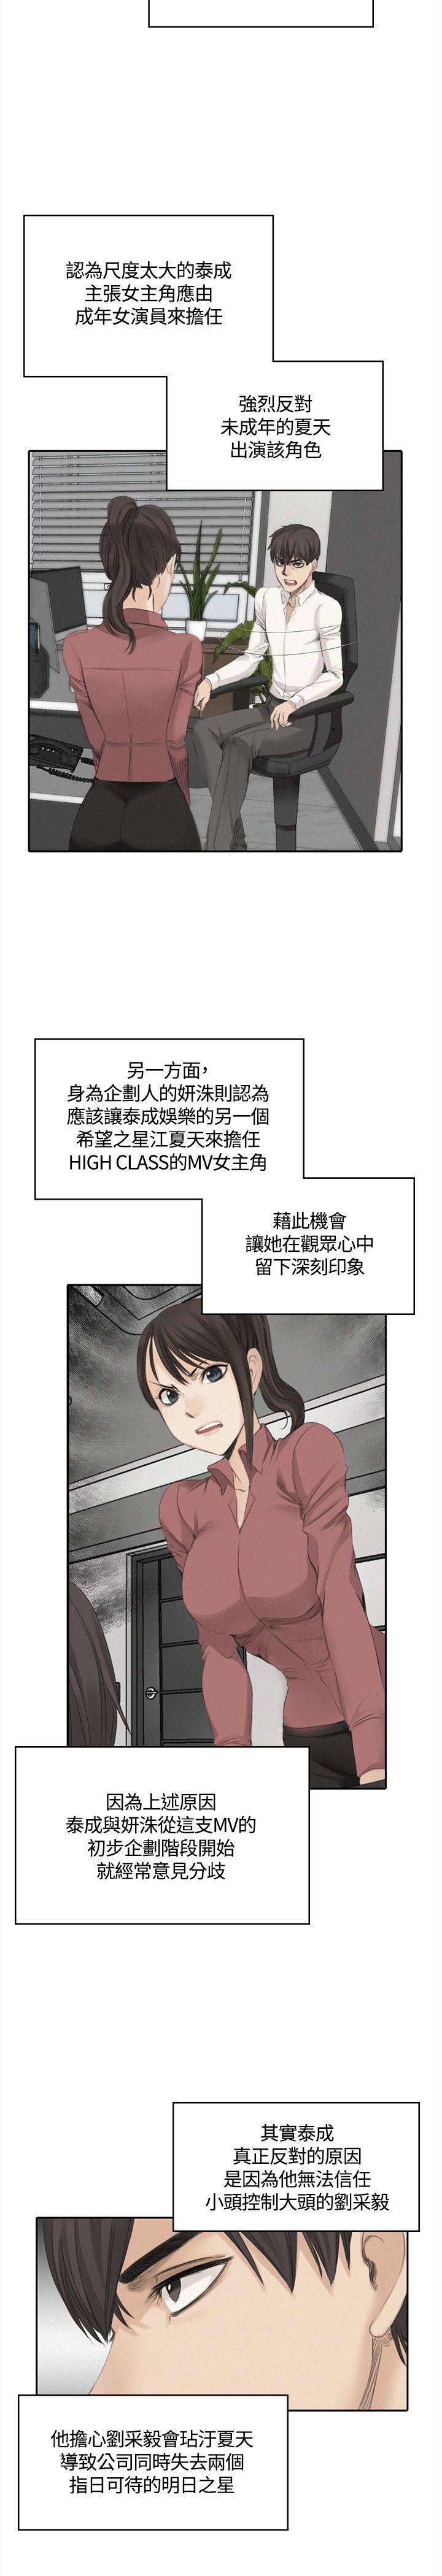 認為尺度太大的泰成
主張女主角應由
成年女演員來擔任
強烈反對
未成年的夏天
出演該角色
另一方面，
身為企劃人的妍洙則認為
應該讓泰成娛樂的另一個
希望之星江夏天來擔任
HIGH CLASS的MV女主角
藉此機會
讓她在觀眾心中
留下深刻印象
因為上述原因
泰成與妍洙從這支MV的
初步企劃階段開始
就經常意見分歧
其實泰成
真正反對的原因
是因為他無法信任
小頭控制大頭的劉采毅
他擔心劉采毅會玷汙夏天
導致公司同時失去兩個
指日可待的明日之星